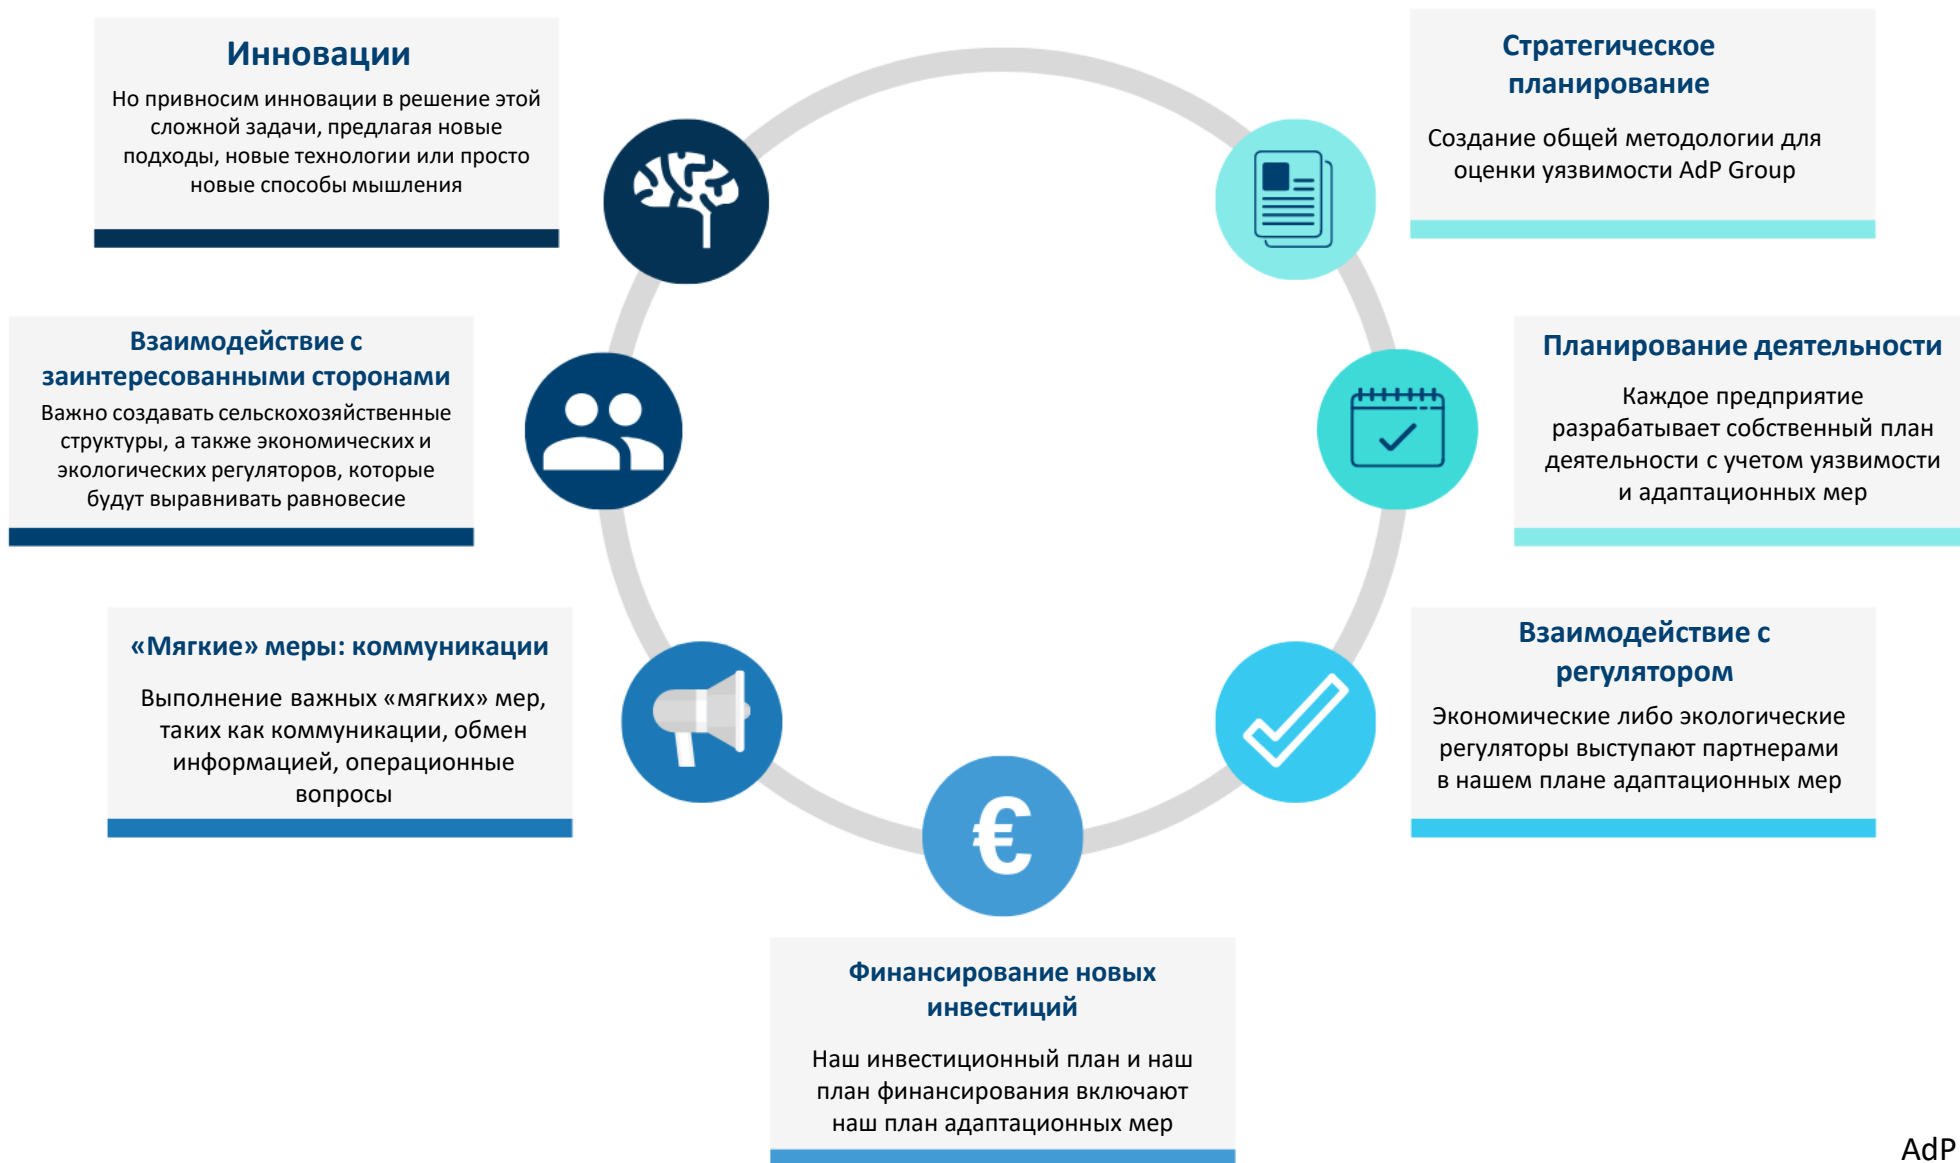 Инновации
Но привносим инновации в решение этой
сложной задачи, предлагая новые
подходы, новые технологии или просто
новые способы мышления
Стратегическое
планирование
Создание общей методологии для
оценки уязвимости AdP Group
Взаимодействие с
заинтересованными сторонами
Важно создавать сельскохозяйственные
структуры, а также экономических и
экологических регуляторов, которые
будут выравнивать равновесие
Планирование деятельности
Каждое предприятие
разрабатывает собственный план
деятельности с учетом уязвимости
и адаптационных мер
«Мягкие» меры: коммуникации
Выполнение важных «мягких» мер,
таких как коммуникации, обмен
информацией, операционные
вопросы
Взаимодействие с
регулятором
Экономические либо экологические
регуляторы выступают партнерами
в нашем плане адаптационных мер
€
Финансирование новых
инвестиций
Наш инвестиционный план и наш
план финансирования включают
наш план адаптационных мер
AdP